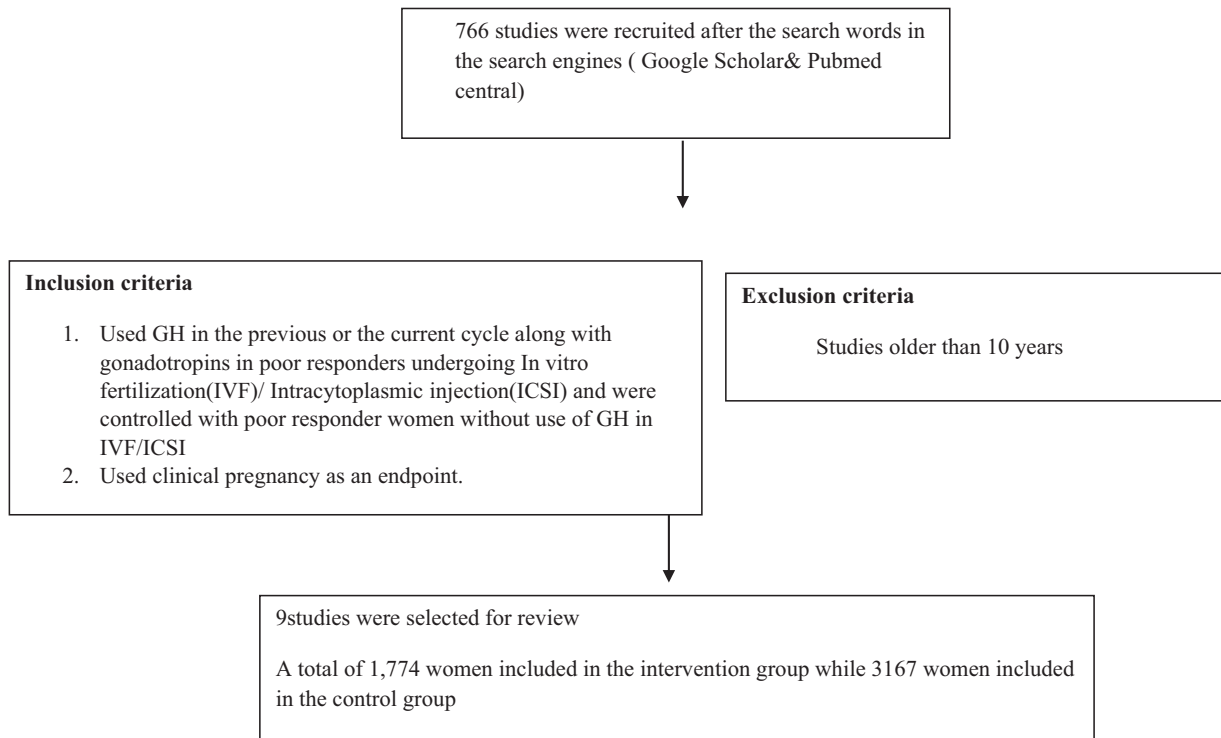 766 studies were recruited after the search words in
the search engines ( Google Scholar& Pubmed
central)
Inclusion criteria
1. Used GH in the previous or the current cycle along with
gonadotropins in poor responders undergoing In vitro
fertilization(IVF)/ Intracytoplasmic injection(ICSI) and were
controlled with poor responder women without use of GH in
IVF/ICSI
2. Used clinical pregnancy as an endpoint.
Exclusion criteria
Studies older than 10 years
9studies were selected for review
A total of 1,774 women included in the intervention group while 3167 women included
in the control group